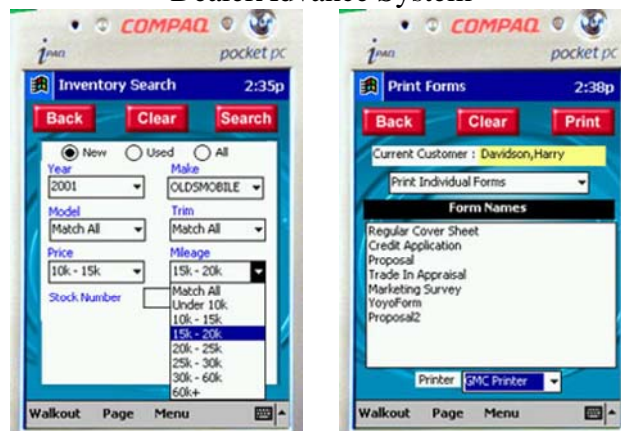 DealerAdvance System
COMPAQ
iPAQ
pocket pc
Inventory Search 2:35p
Back Clear Search
New Used All
Year Make
2001 OLDSMOBILE
Model Trim
Match All Match All
Price Mileage
10k - 15k 15k - 20k
Stock Number
Match All
Under 10k
10k - 15k
15k - 20k
20k - 25k
25k - 30k
30k - 60k
60k+
Walkout Page Menu
COMPAQ
iPAQ
pocket pc
Print Forms 2:38p
Back Clear Print
Current Customer : Davidson,Harry
Print Individual Forms
Form Names
Regular Cover Sheet
Credit Application
Proposal
Trade In Appraisal
Marketing Survey
YoyoForm
Proposal2
Printer GMC Printer
Walkout Page Menu